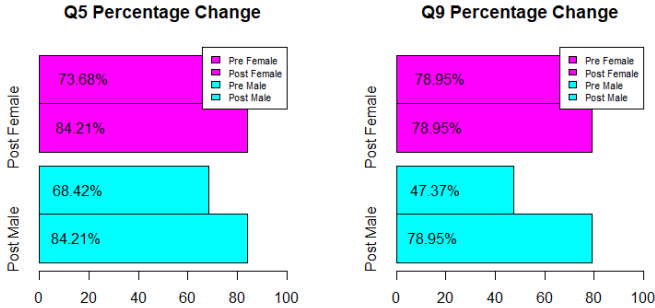 Q5 Percentage Change
Pre Female
Post Female
Pre Male
Post Male
73.68%
84.21%
68.42%
84.21%
Post Female
Post Male
0 20 40 60 80 100
Q9 Percentage Change
Pre Female
Post Female
Pre Male
Post Male
78.95%
78.95%
47.37%
78.95%
Post Female
Post Male
0 20 40 60 80 100